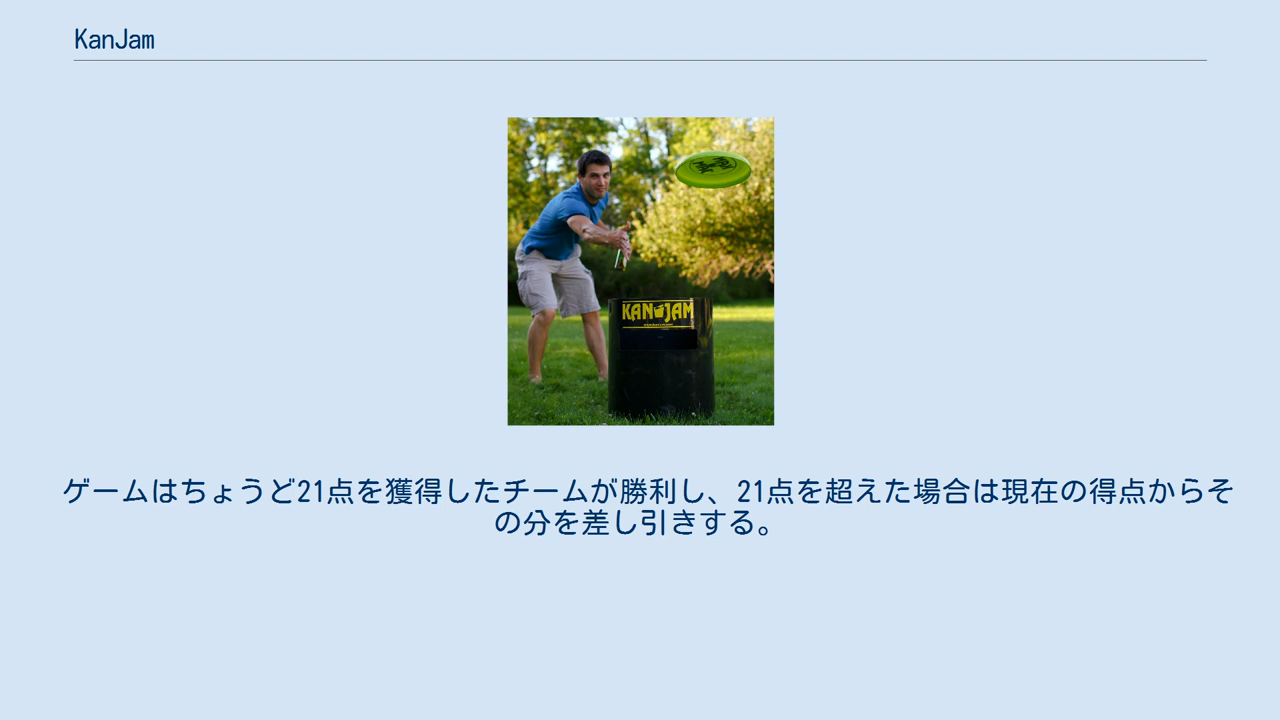 KanJam
KAN JAM
ゲームはちょうど21点を獲得したチームが勝利し、21点を超えた場合は現在の得点からそ
の分を差し引きする。